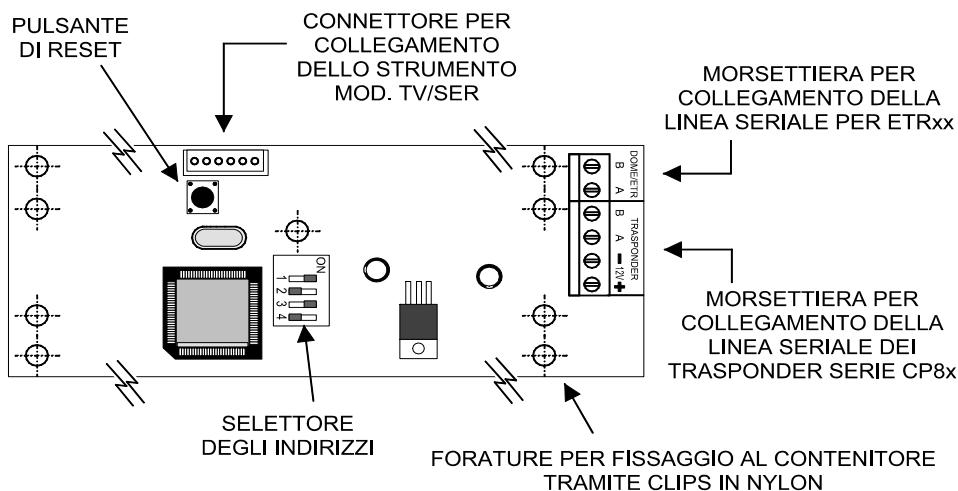 PULSANTE
DI RESET
CONNETTORE PER
COLLEGAMENTO
DELLO STRUMENTO
MOD. TV/SER
MORSETTIERA PER
COLLEGAMENTO DELLA
LINEA SERIALE PER ETRxx
DOME/ETR
B
A
TRASPONDER
B
A
- 12V +
ON
1
2
3
4
MORSETTIERA PER
COLLEGAMENTO DELLA
LINEA SERIALE DEI
TRASPONDER SERIE CP8x
SELETTORE
DEGLI INDIRIZZI
FORATURE PER FISSAGGIO AL CONTENITORE
TRAMITE CLIPS IN NYLON